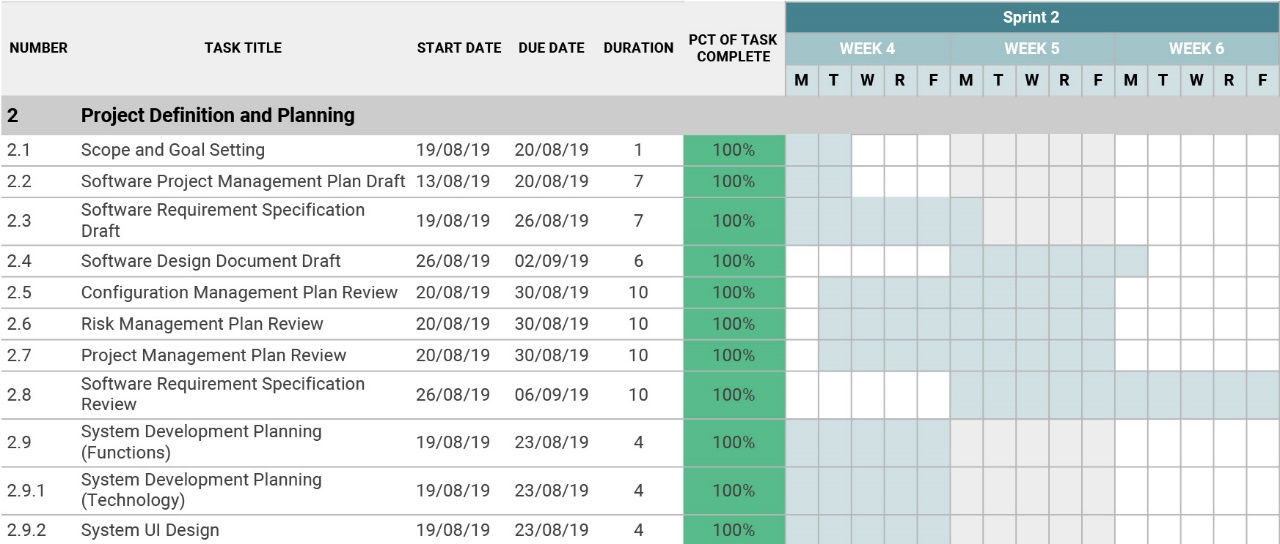 Sprint 2
NUMBER TASK TITLE START DATE DUE DATE DURATION PCT OF TASK COMPLETE WEEK 4 WEEK 5 WEEK 6
M T W R F M T W R F M T W R F
2 Project Definition and Planning
2.1 Scope and Goal Setting 19/08/19 20/08/19 1 100%
2.2 Software Project Management Plan Draft 13/08/19 20/08/19 7 100%
2.3 Software Requirement Specification Draft 19/08/19 26/08/19 7 100%
2.4 Software Design Document Draft 26/08/19 02/09/19 6 100%
2.5 Configuration Management Plan Review 20/08/19 30/08/19 10 100%
2.6 Risk Management Plan Review 20/08/19 30/08/19 10 100%
2.7 Project Management Plan Review 20/08/19 30/08/19 10 100%
2.8 Software Requirement Specification Review 26/08/19 06/09/19 10 100%
2.9 System Development Planning (Functions) 19/08/19 23/08/19 4 100%
2.9.1 System Development Planning (Technology) 19/08/19 23/08/19 4 100%
2.9.2 System UI Design 19/08/19 23/08/19 4 100%